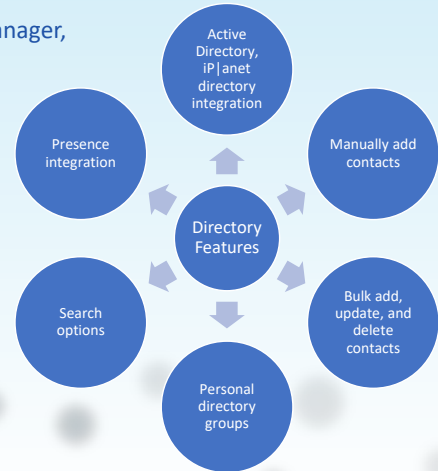 Active
Directory,
iP|anet
directory
integration
Presence
integration
Manually add
contacts
Directory
Features
Search
options
Bulk add,
update, and
delete
contacts
Personal
directory
groups